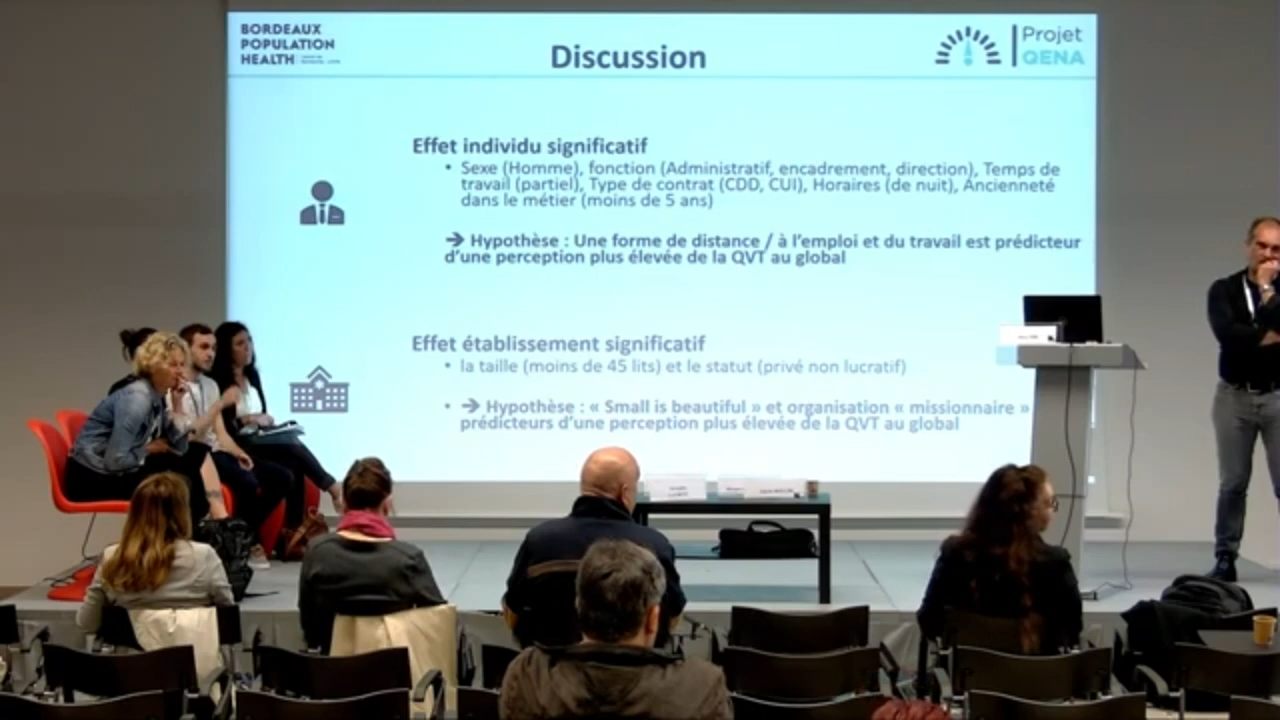 BORDEAUX
POPULATION
HEALTH
Discussion
Projet
QENA
Effet individu significatif
• Sexe (Homme), fonction (Administratif, encadrement, direction), Temps de
travail (partiel), Type de contrat (CDD, CUI), Horaires (de nuit), Ancienneté
dans le métier (moins de 5 ans)
➔ Hypothèse : Une forme de distance / à l'emploi et du travail est prédicteur
d'une perception plus élevée de la QVT au global
Effet établissement significatif
• la taille (moins de 45 lits) et le statut (privé non lucratif)
• ➔ Hypothèse : « Small is beautiful » et organisation « missionnaire »
prédicteurs d'une perception plus élevée de la QVT au global